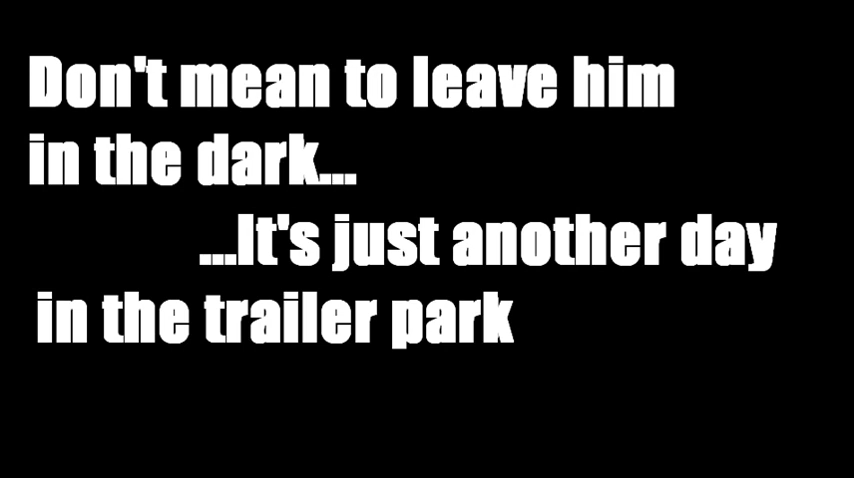 Don't mean to leave him
in the dark...
...It's just another day
in the trailer park